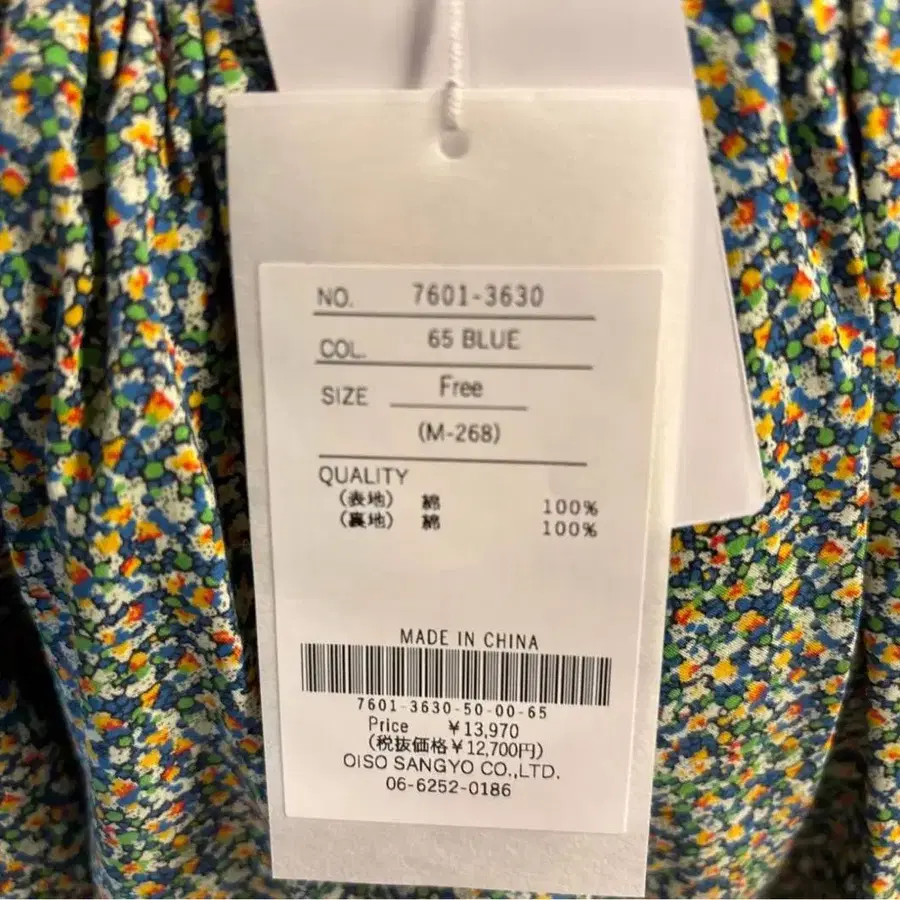 NO. 7601-3630
COL. 65 BLUE
SIZE Free
(M-268)
QUALITY
(表地) 綿 100%
(裏地) 綿 100%
MADE IN CHINA
7601-3630-50-00-65
Price ¥13,970
(税抜価格¥12,700円)
OISO SANGYO CO.,LTD.
06-6252-0186